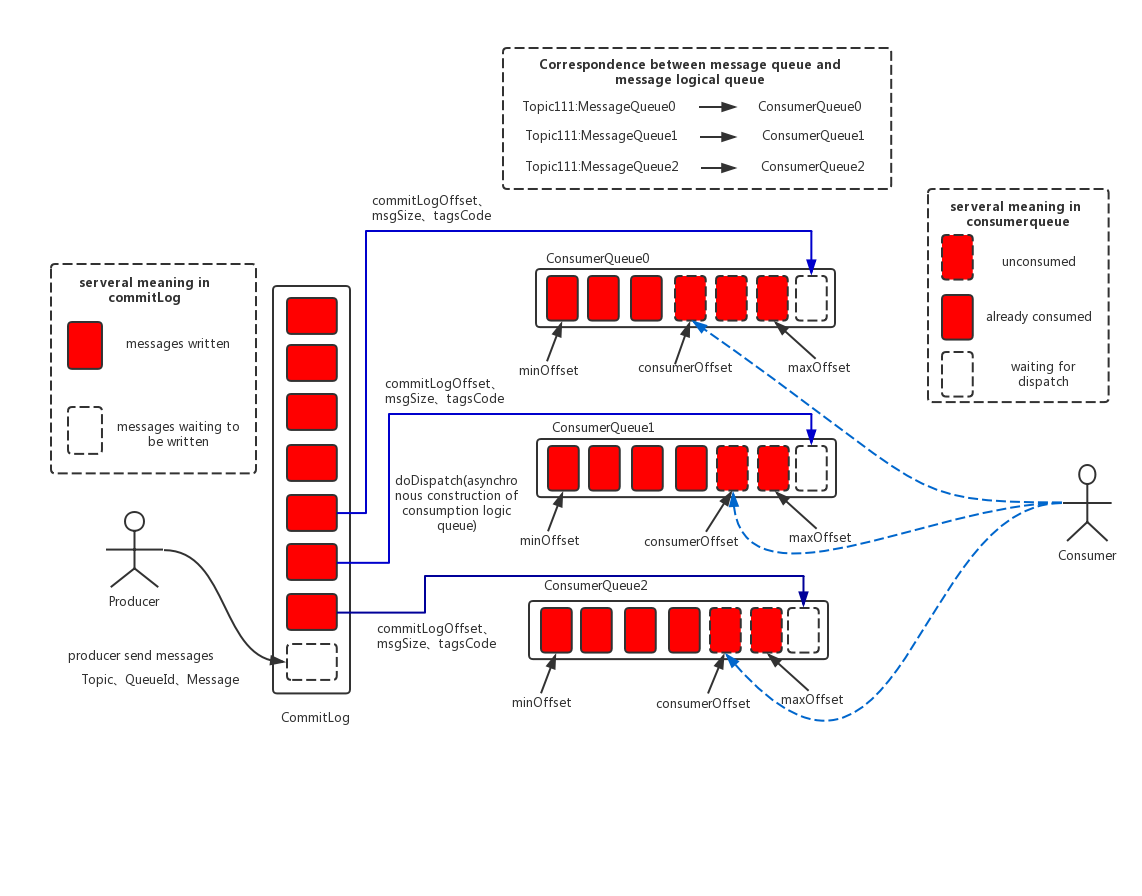 Correspondence between message queue and
message logical queue
Topic111:MessageQueue0
ConsumerQueue0
Topic111:MessageQueue1
ConsumerQueue1
Topic111:MessageQueue2
ConsumerQueue2
serveral meaning in
consumerqueue
unconsumed
already consumed
waiting for
dispatch
commitLogOffset、
msgSize、tagsCode
serveral meaning in
commitLog
messages written
messages waiting to
be written
ConsumerQueue0
minOffset
consumerOffset
maxOffset
commitLogOffset、
msgSize、tagsCode
ConsumerQueue1
doDispatch(asynchro
nous construction of
consumption logic
queue)
minOffset
consumerOffset
maxOffset
Consumer
Producer
ConsumerQueue2
commitLogOffset、
msgSize、tagsCode
producer send messages
Topic、QueueId、Message
minOffset
consumerOffset
maxOffset
CommitLog